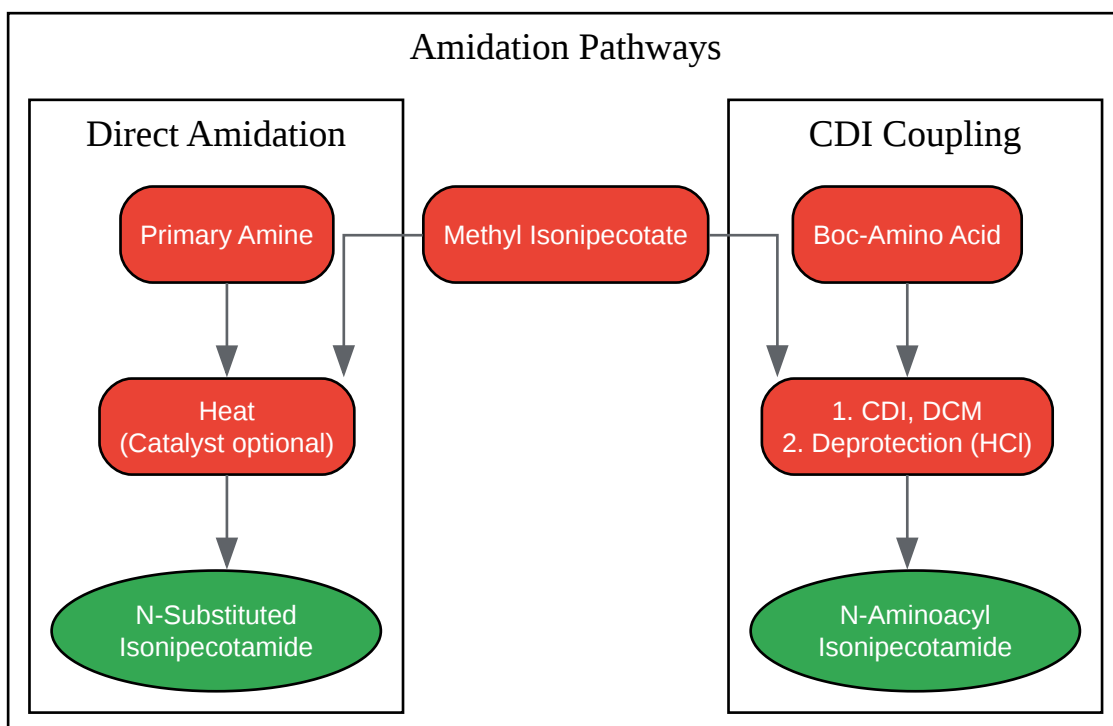 Amidation Pathways
Direct Amidation
CDI Coupling
Primary Amine
Methyl Isonipecotate
Boc-Amino Acid
Heat
(Catalyst optional)
1. CDI, DCM
2. Deprotection (HCl)
N-Substituted
Isonipecotamide
N-Aminoacyl
Isonipecotamide